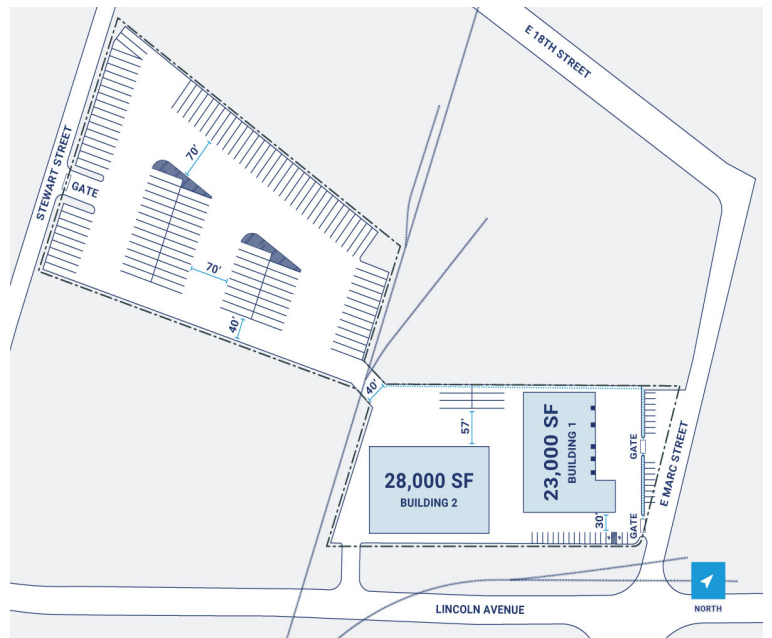 E 18TH STREET
STEWART STREET
70'
GATE
70'
40'
40'
57'
28,000 SF
BUILDING 2
23,000 SF
BUILDING 1
GATE
E MARC STREET
30'
GATE
LINCOLN AVENUE
NORTH